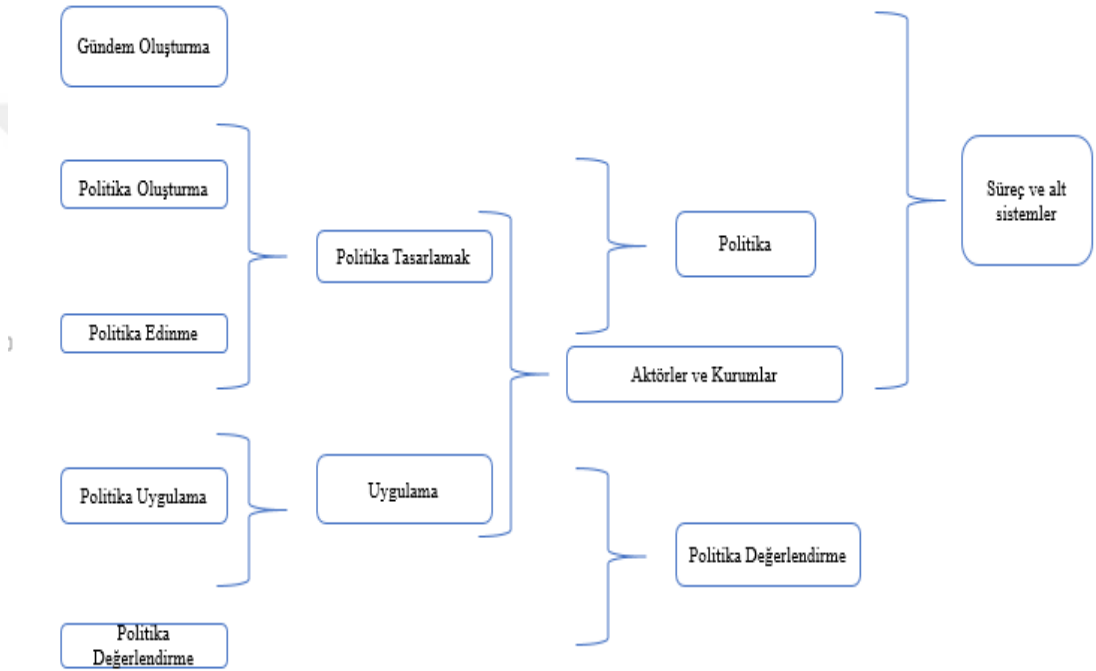 Gündem Oluşturma
Politika Oluşturma
Politika Edinme
Politika Uygulama
Politika
Değerlendirme
Politika Tasarlamak
Uygulama
Politika
Aktörler ve Kurumlar
Politika Değerlendirme
Süreç ve alt
sistemler